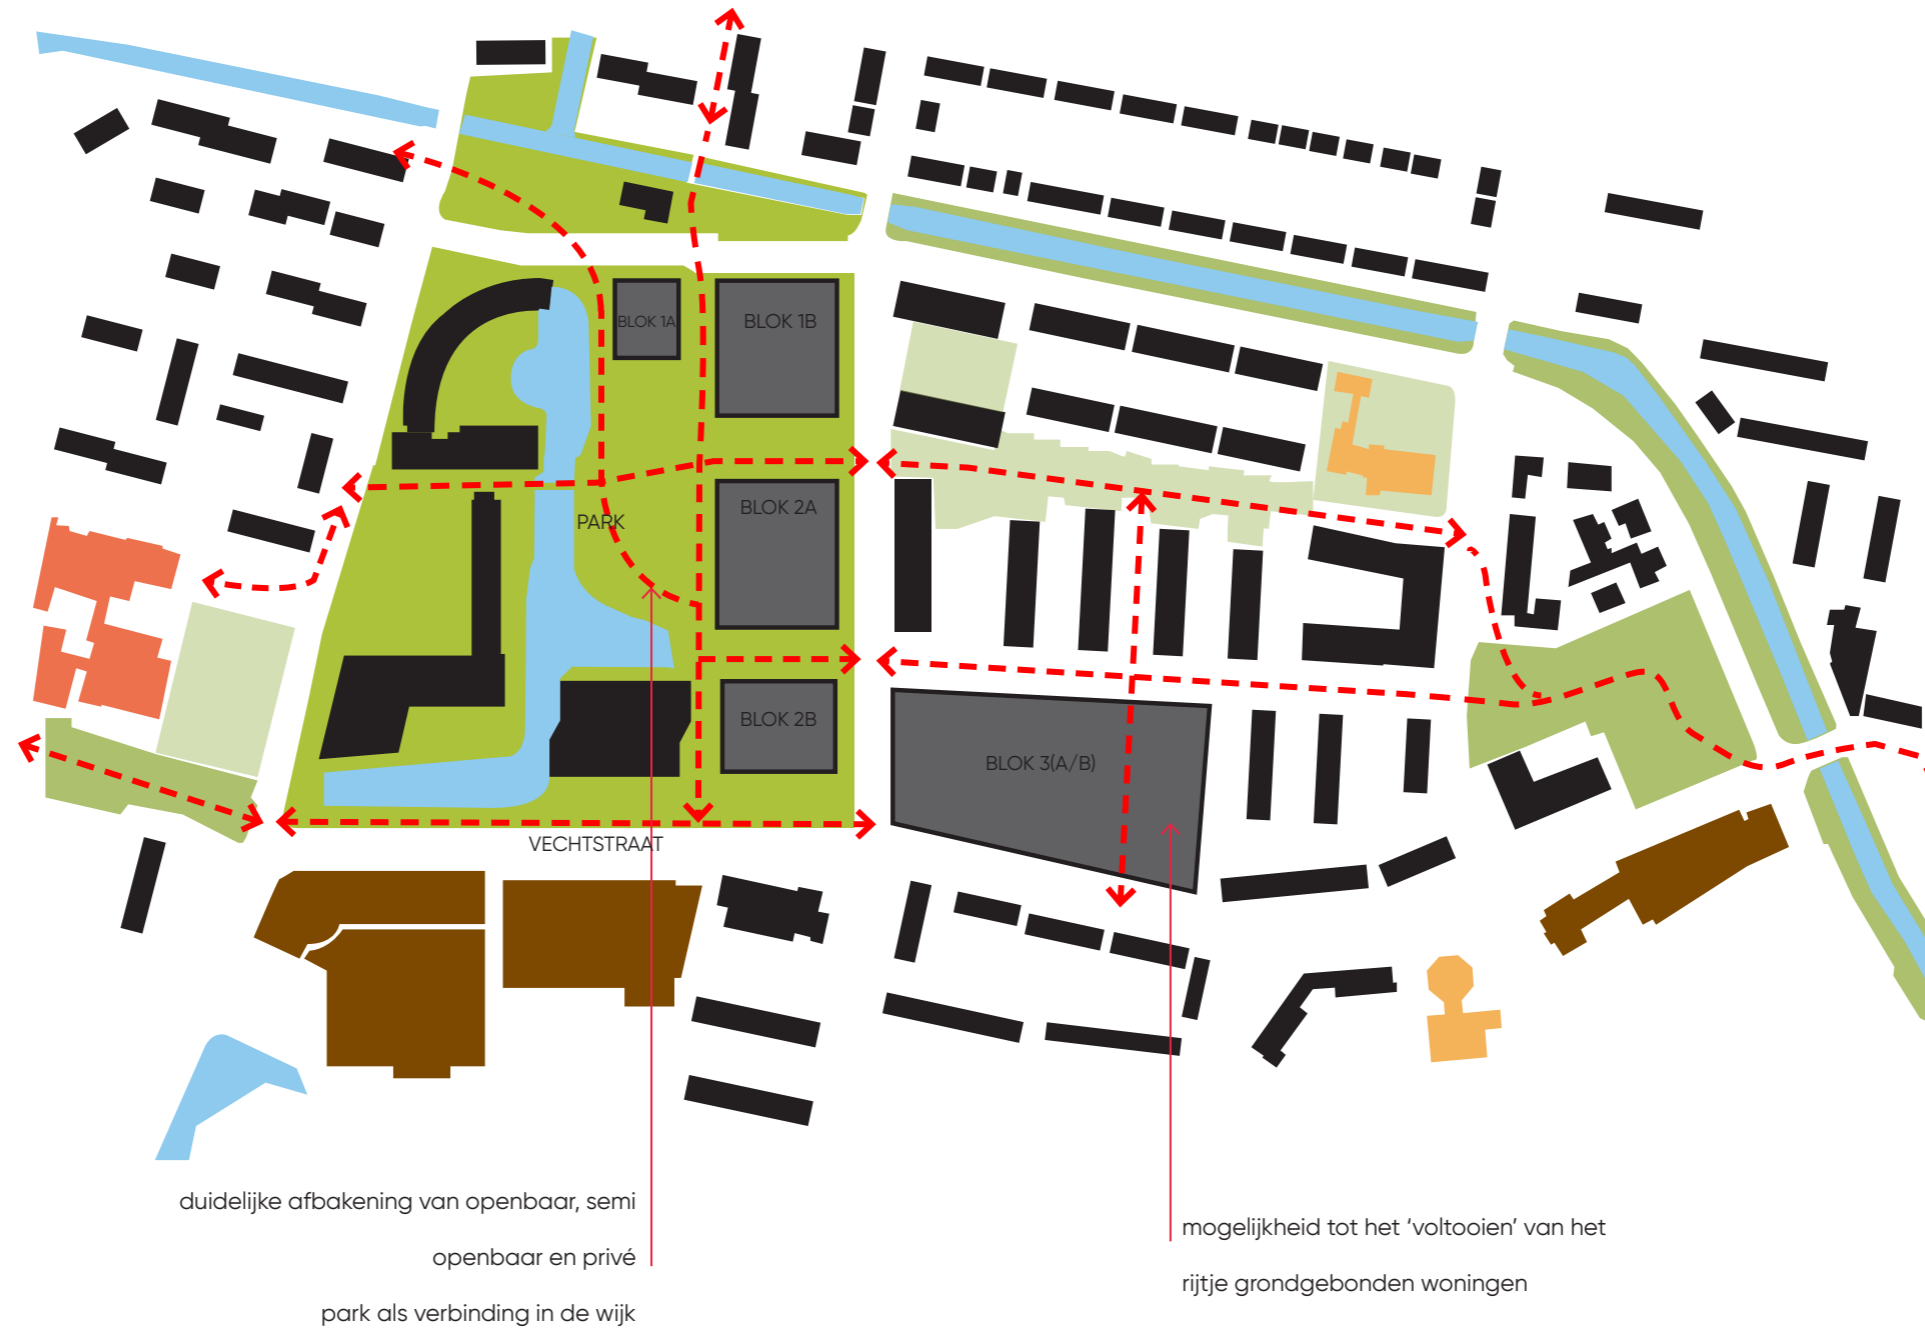 BLOK 1A
BLOK 1B
BLOK 2A
PARK
BLOK 2B
BLOK 3(A/B)
VECHTSTRAAT
duidelijke afbakening van openbaar, semi
openbaar en privé
park als verbinding in de wijk
mogelijkheid tot het ‘voltooien’ van het
rijtje grondgebonden woningen